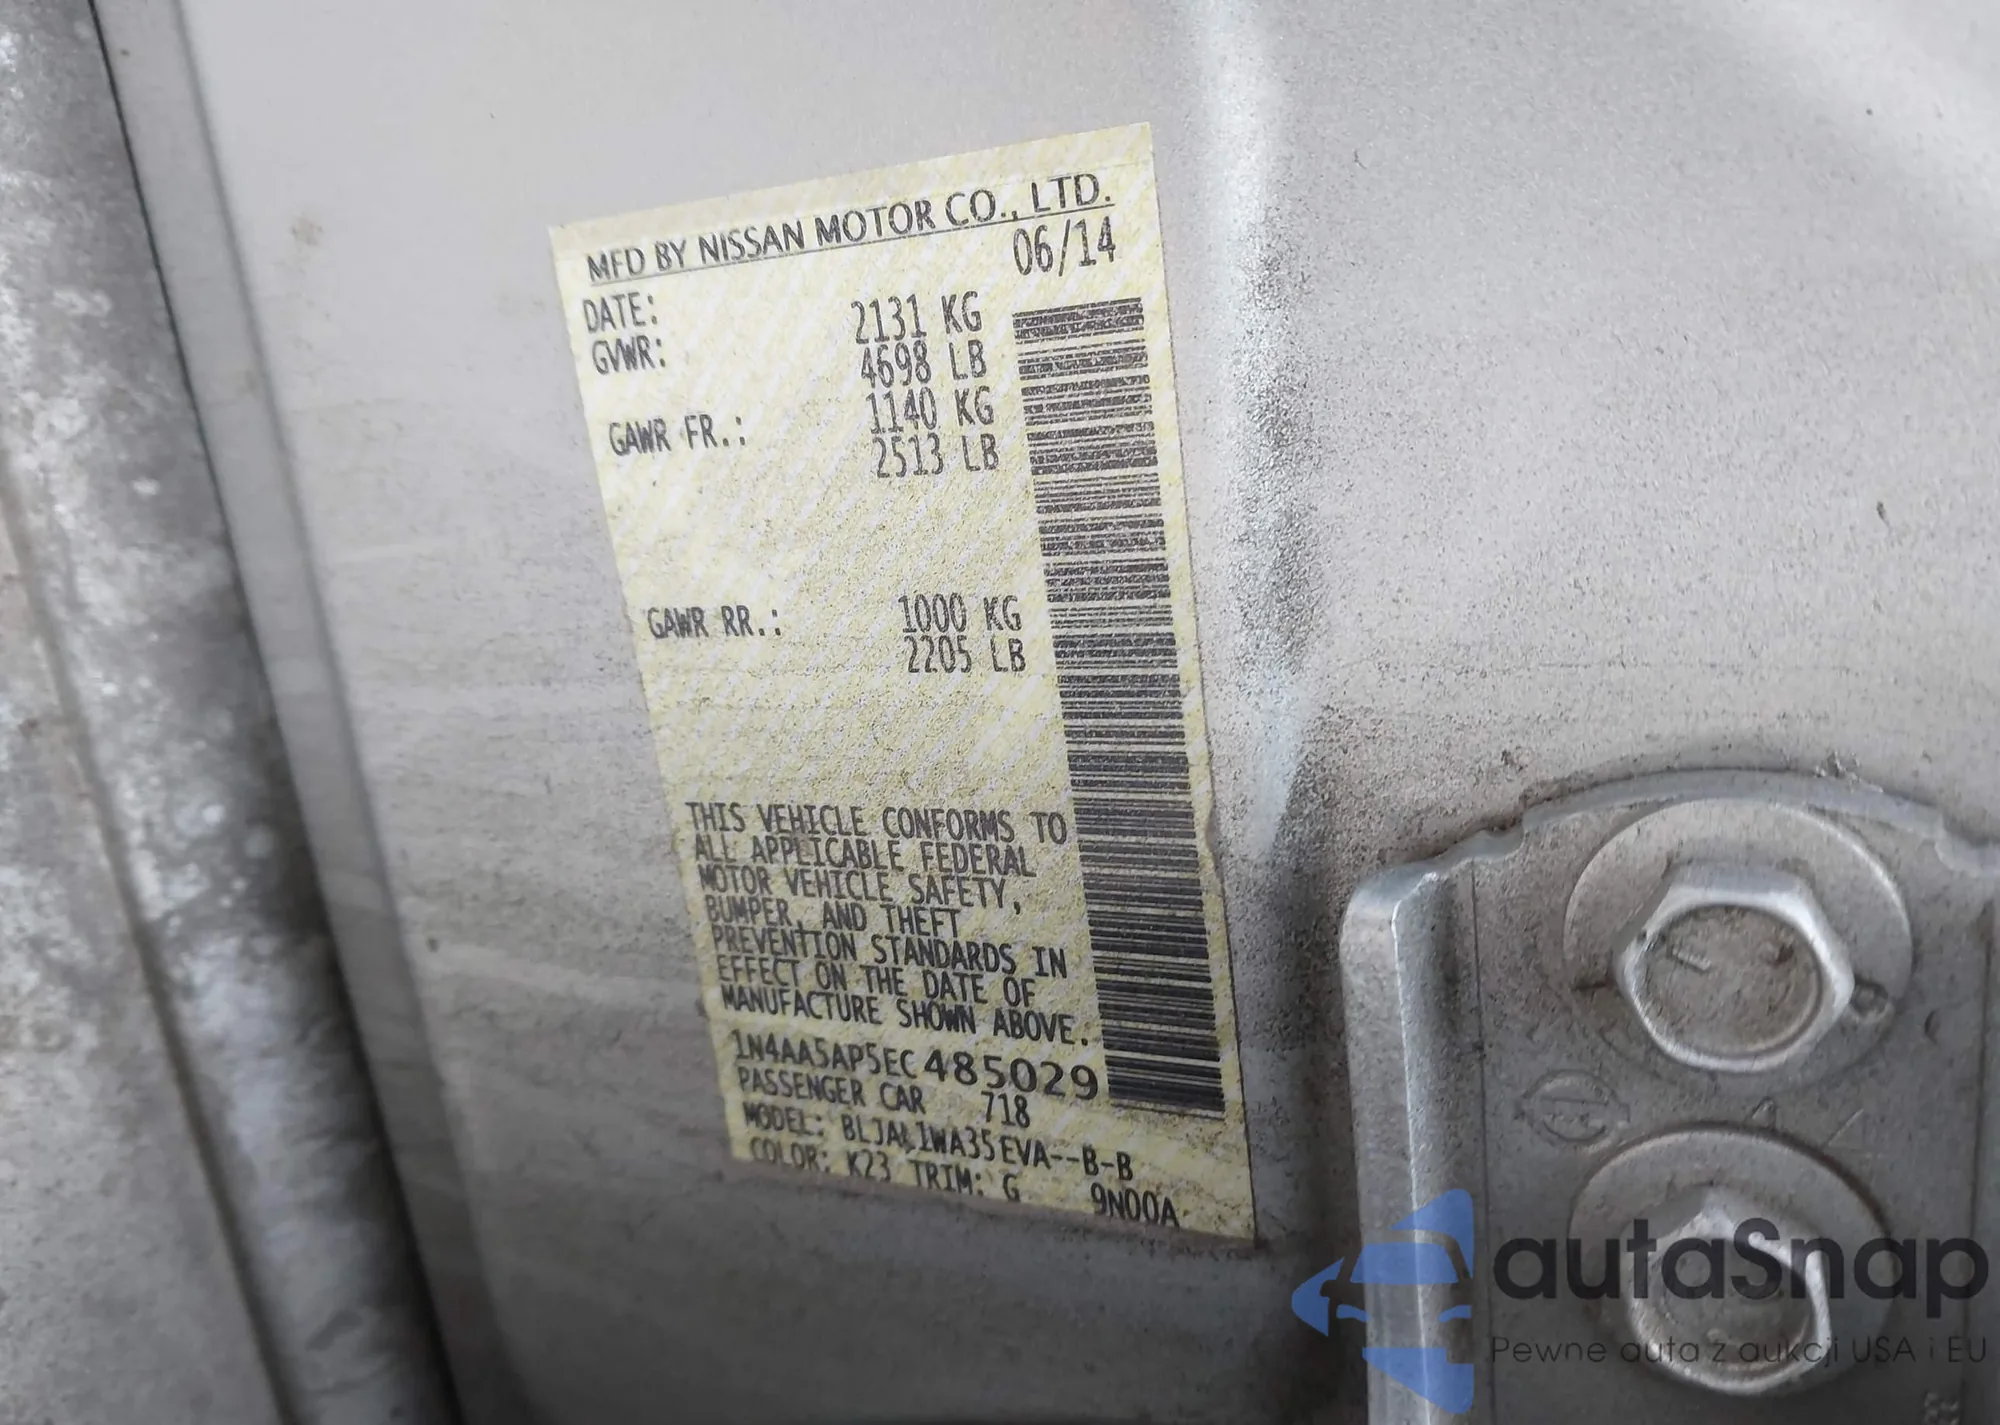 MFD BY NISSAN MOTOR CO., LTD.
DATE: 06/14
GVWR: 2131 KG
4698 LB
GAWR FR.: 1140 KG
2513 LB
GAWR RR.: 1000 KG
2205 LB
THIS VEHICLE CONFORMS TO
ALL APPLICABLE FEDERAL
MOTOR VEHICLE SAFETY,
BUMPER, AND THEFT
PREVENTION STANDARDS IN
EFFECT ON THE DATE OF
MANUFACTURE SHOWN ABOVE.
1N4AA5AP5EC485029
PASSENGER CAR 718
MODEL: BLJALIWA35EVA--B-B
COLOR: K23 TRIM: G 9N00A
autaSnap
Pewne auta z aukcji USA i EU